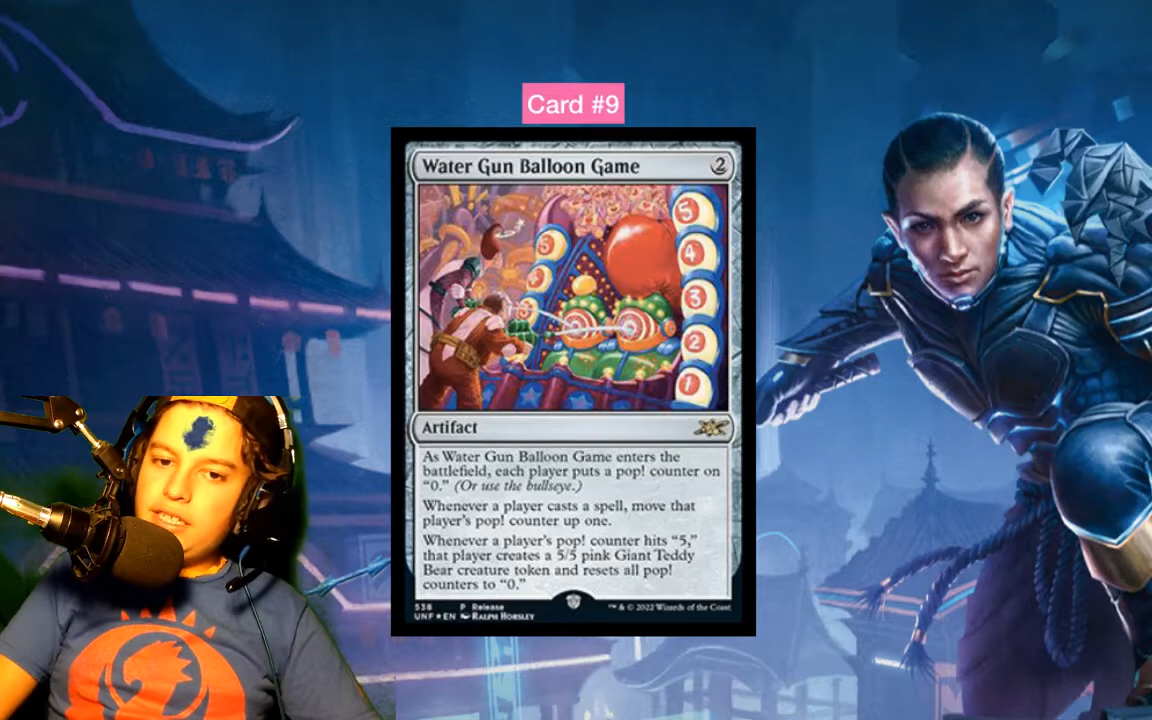 Card #9
Water Gun Balloon Game 2
5
4
3
2
1
5
Artifact
As Water Gun Balloon Game enters the
battlefield, each player puts a pop! counter on
“0.” (Or use the bullseye.)
Whenever a player casts a spell, move that
player’s pop! counter up one.
Whenever a player’s pop! counter hits “5,”
that player creates a 5/5 pink Giant Teddy
Bear creature token and resets all pop!
counters to “0.”
538 P Release
UNF ★ EN Ralph Horsley
™ & © 2022 Wizards of the Coast